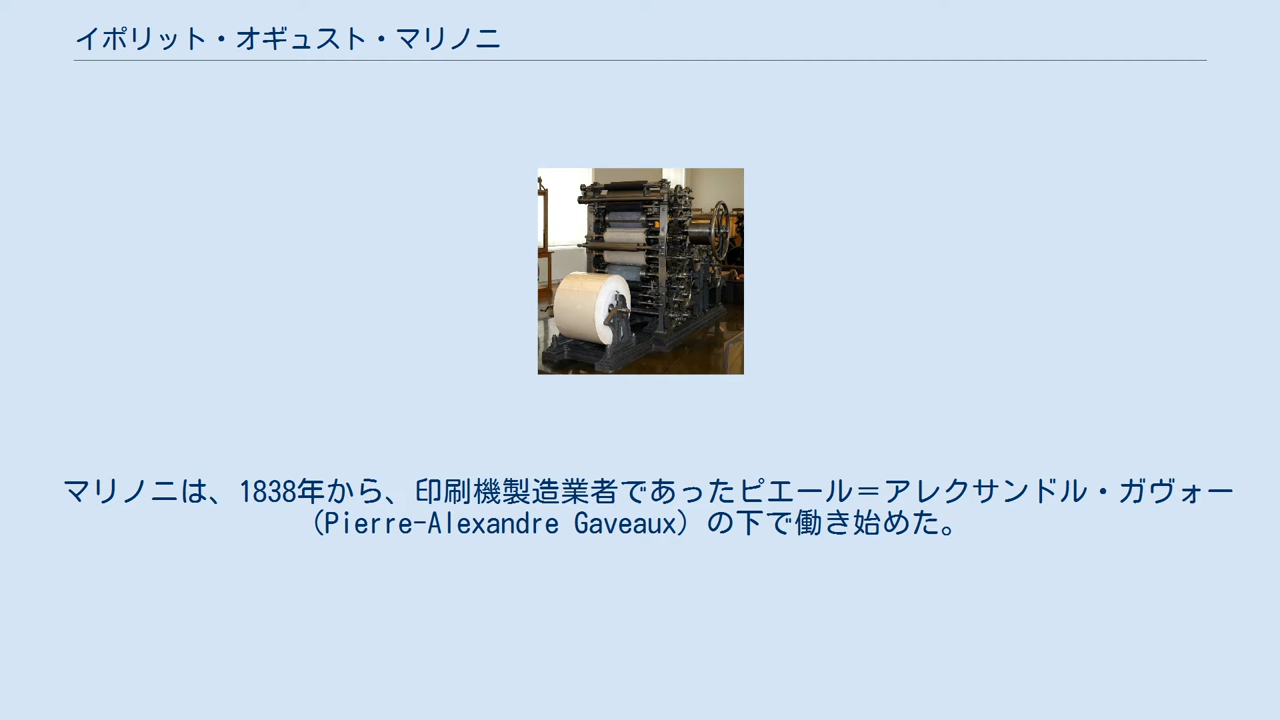 イポリット・オギュスト・マリノニ
マリノニは、1838年から、印刷機製造業者であったピエール＝アレクサンドル・ガヴォー
（Pierre-Alexandre Gaveaux）の下で働き始めた。